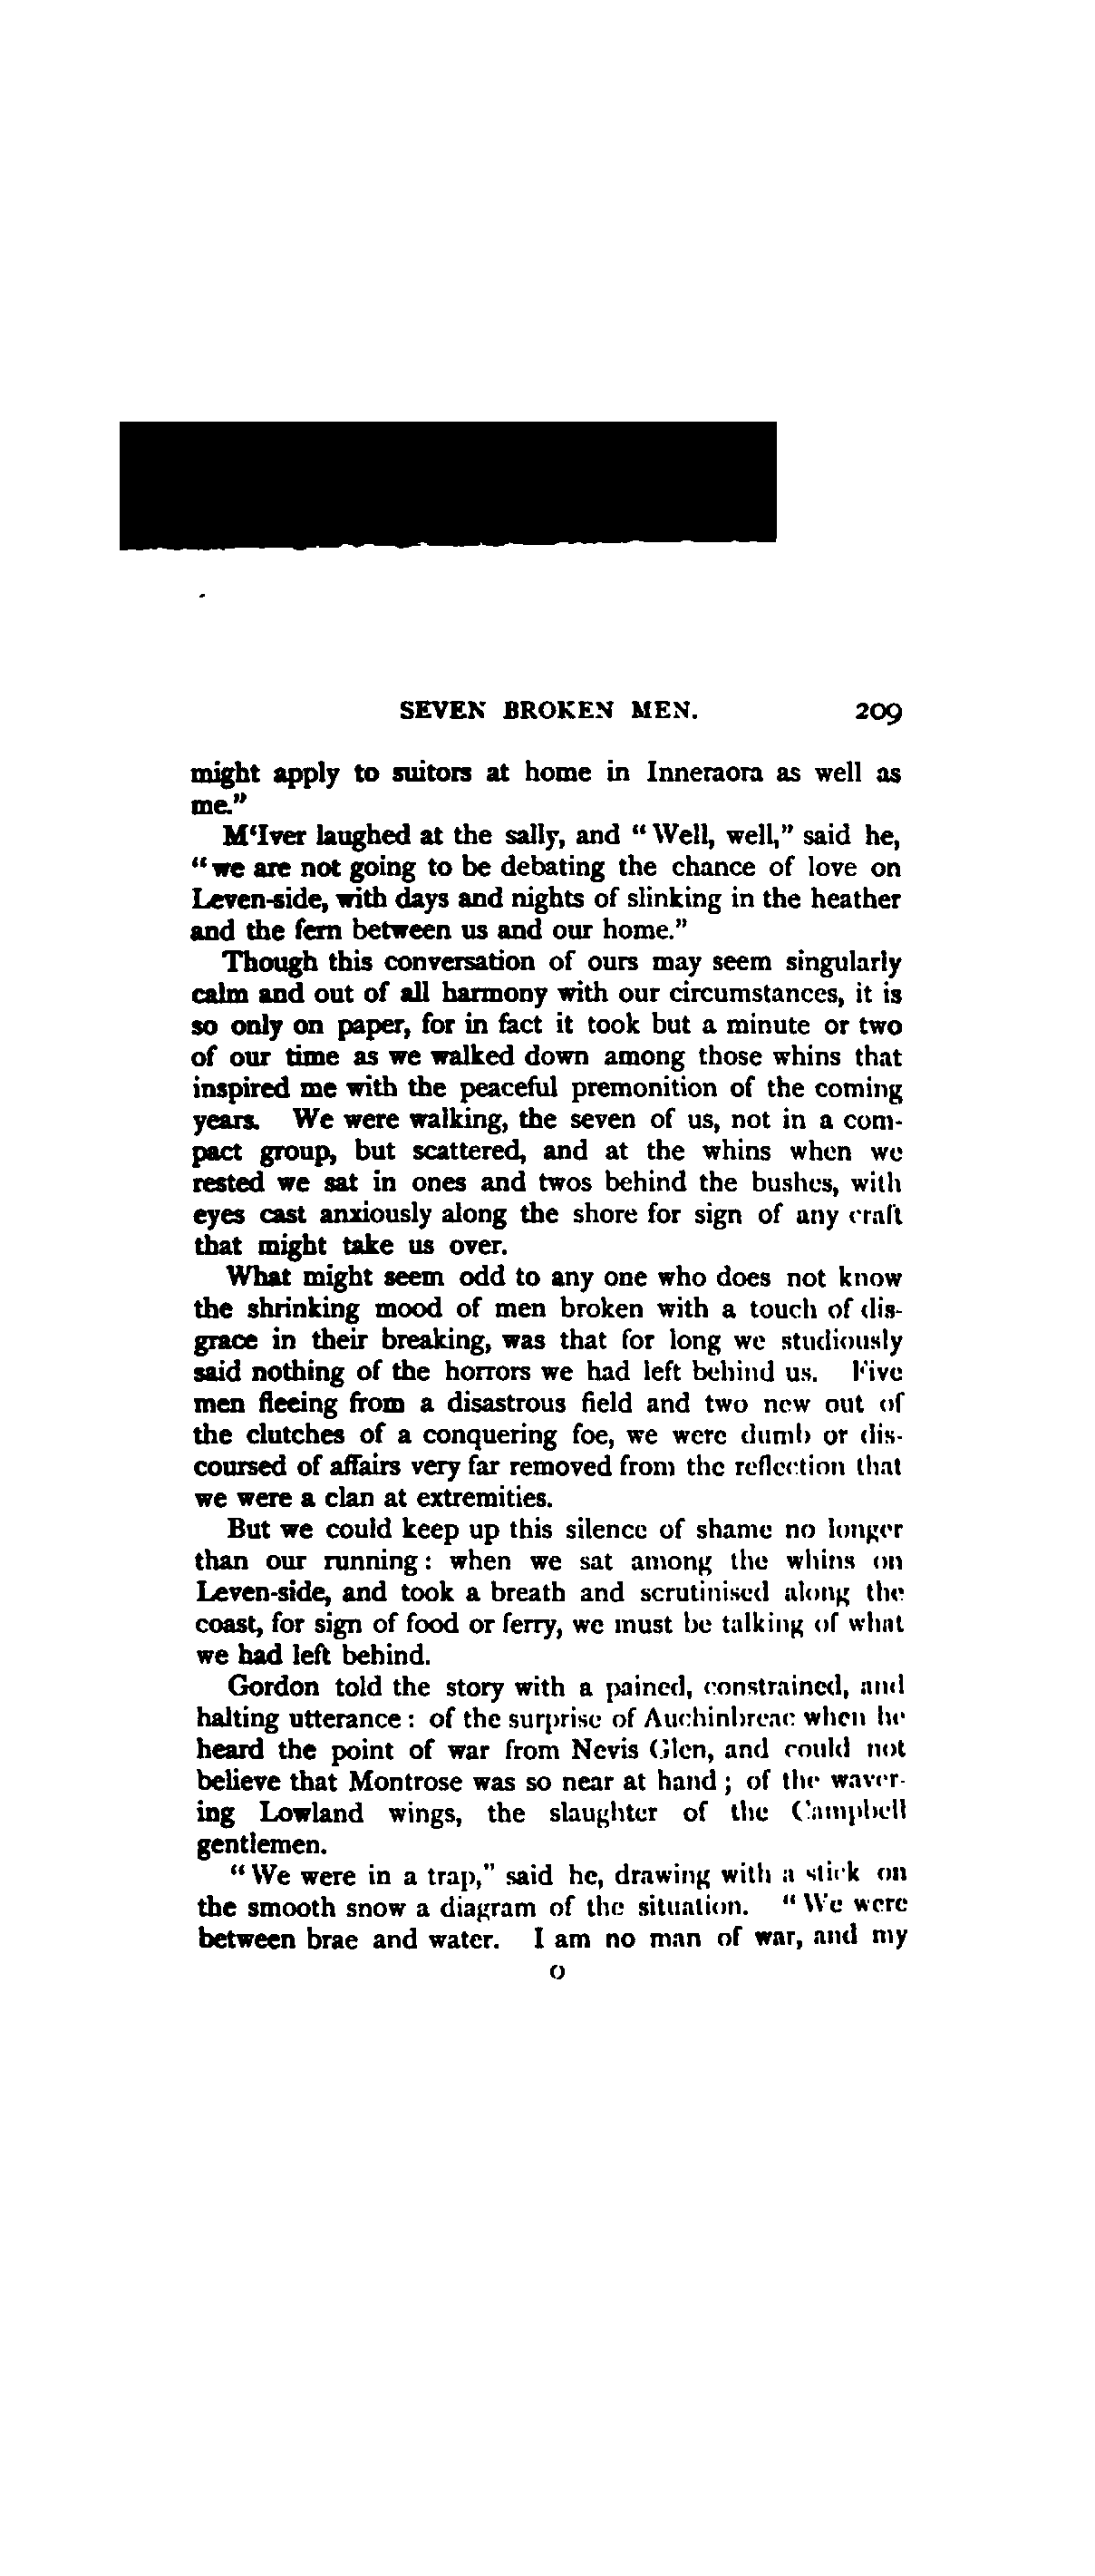 SEVEN BROKEN MEN. 209
might apply to suitors at home in Inneraora as well as
me."
M'Iver laughed at the sally, and "Well, well," said he,
"we are not going to be debating the chance of love on
Leven-side, with days and nights of slinking in the heather
and the fern between us and our home."
Though this conversation of ours may seem singularly
calm and out of all harmony with our circumstances, it is
so only on paper, for in fact it took but a minute or two
of our time as we walked down among those whins that
inspired me with the peaceful premonition of the coming
years. We were walking, the seven of us, not in a com-
pact group, but scattered, and at the whins when we
rested we sat in ones and twos behind the bushes, with
eyes cast anxiously along the shore for sign of any craft
that might take us over.
What might seem odd to any one who does not know
the shrinking mood of men broken with a touch of dis-
grace in their breaking, was that for long we studiously
said nothing of the horrors we had left behind us. Five
men fleeing from a disastrous field and two new out of
the clutches of a conquering foe, we were dumb or dis-
coursed of affairs very far removed from the reflection that
we were a clan at extremities.
But we could keep up this silence of shame no longer
than our running: when we sat among the whins on
Leven-side, and took a breath and scrutinised along the
coast, for sign of food or ferry, we must be talking of what
we had left behind.
Gordon told the story with a pained, constrained, and
halting utterance: of the surprise of Auchinbreac when he
heard the point of war from Nevis Glen, and could not
believe that Montrose was so near at hand; of the waver-
ing Lowland wings, the slaughter of the Campbell
gentlemen.
"We were in a trap," said he, drawing with a stick on
the smooth snow a diagram of the situation. "We were
between brae and water. I am no man of war, and my
O